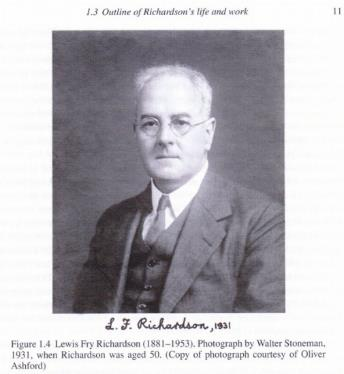 1.3 Outline of Richardson's life and work 11
L. F. Richardson, 1931
Figure 1.4 Lewis Fry Richardson (1881–1953). Photograph by Walter Stoneman,
1931, when Richardson was aged 50. (Copy of photograph courtesy of Oliver
Ashford)